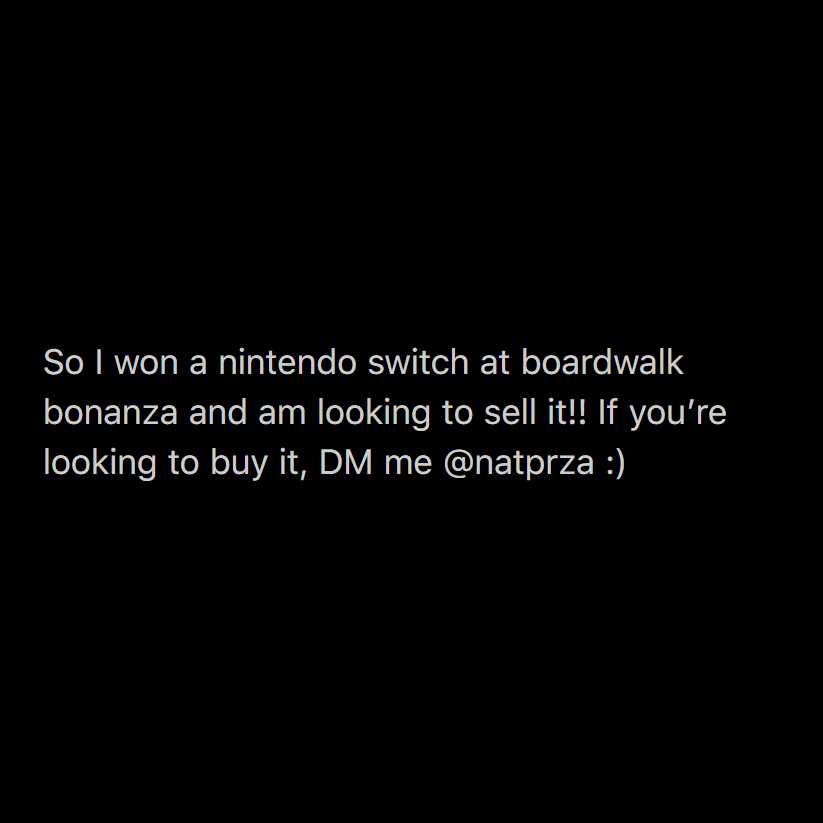 So I won a nintendo switch at boardwalk
bonanza and am looking to sell it!! If you’re
looking to buy it, DM me @natprza :)